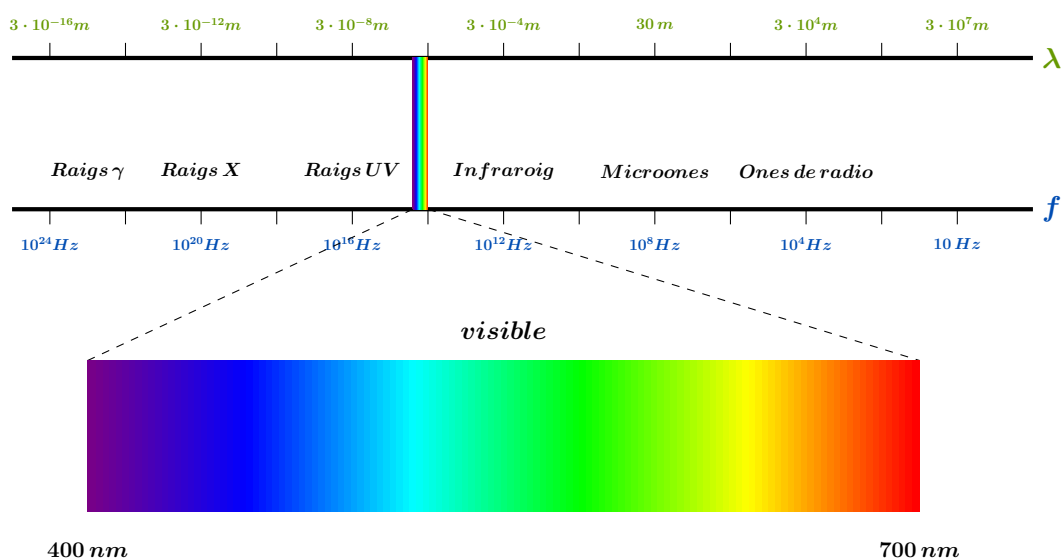 3 · 10⁻¹⁶m 3 · 10⁻¹²m 3 · 10⁻⁸m 3 · 10⁻⁴m 30 m 3 · 10⁴m 3 · 10⁷m
λ
Raigs γ Raigs X Raigs UV Infraroig Microones Ones de radio
f
10²⁴Hz 10²⁰Hz 10¹⁶Hz 10¹²Hz 10⁸Hz 10⁴Hz 10 Hz
visible
400 nm 700 nm